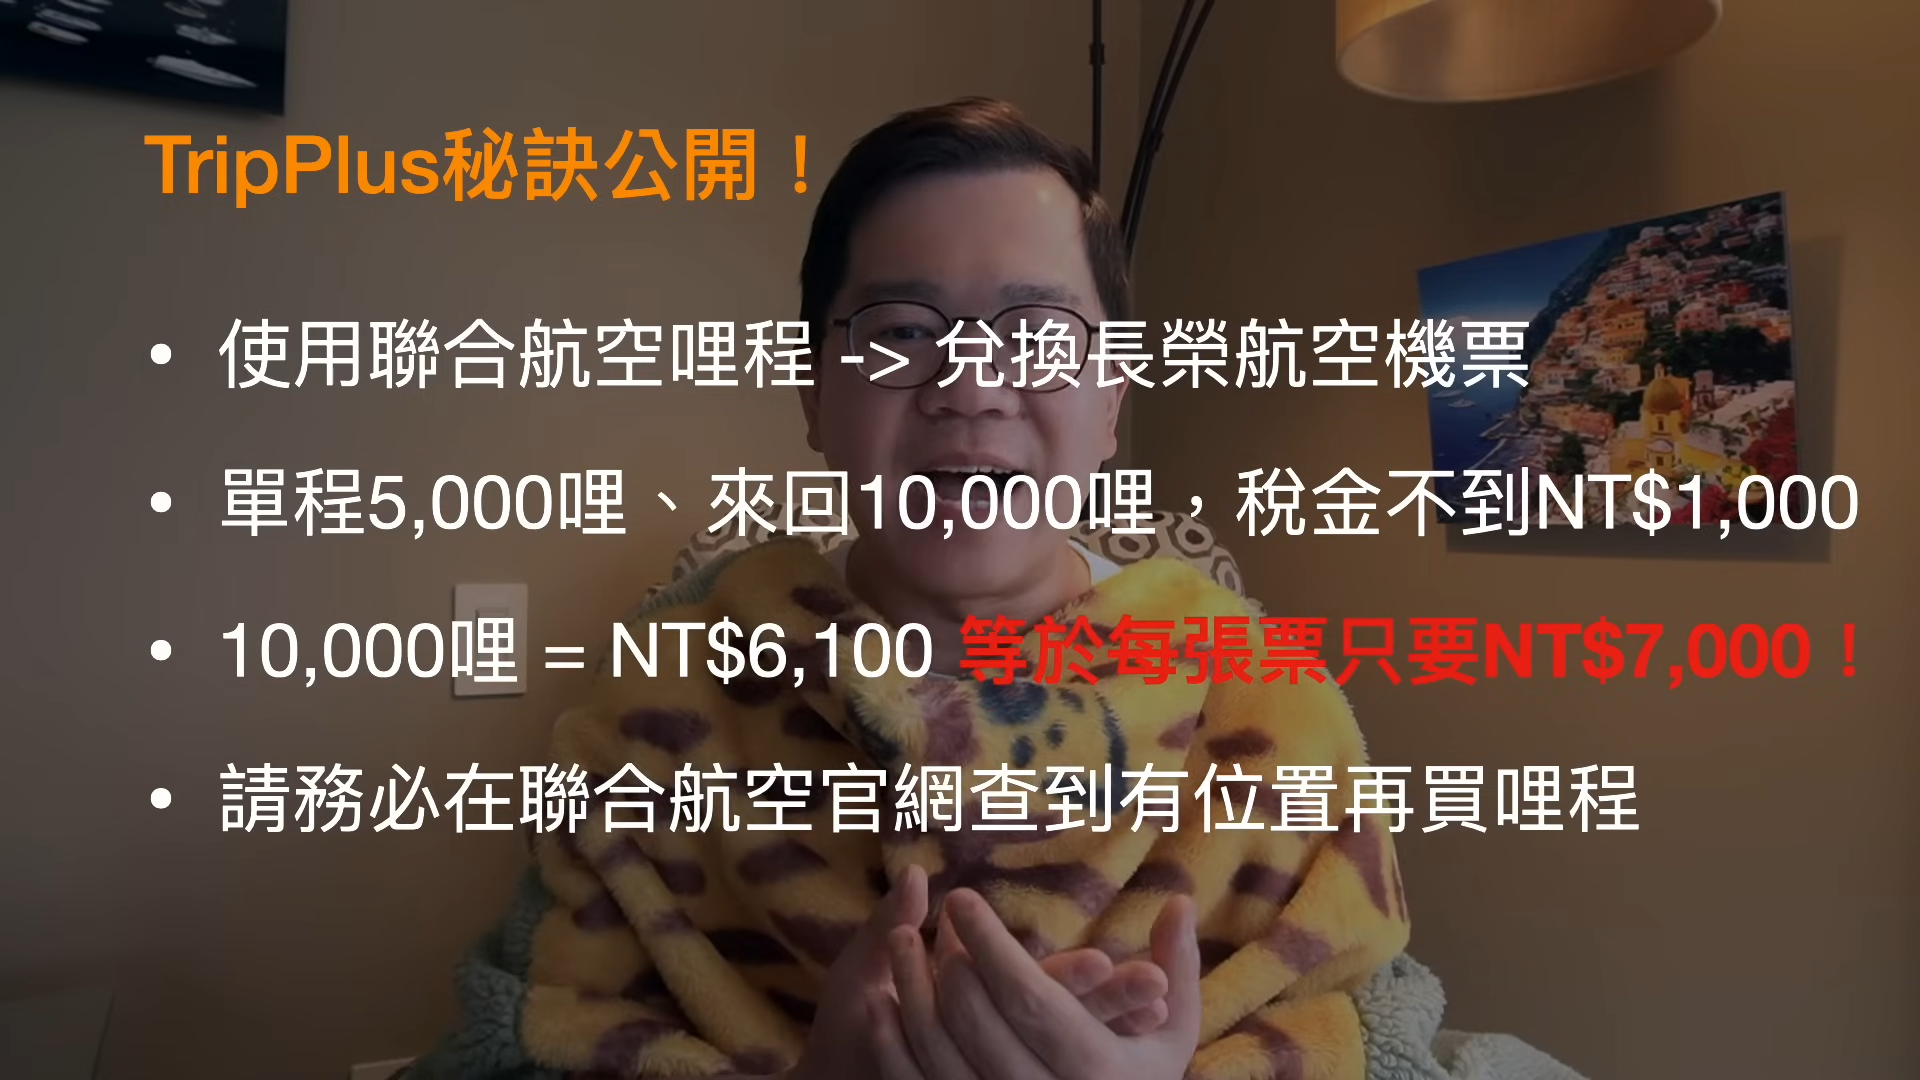 TripPlus秘訣公開！
• 使用聯合航空哩程 -> 兌換長榮航空機票
• 單程5,000哩、來回10,000哩，稅金不到NT$1,000
• 10,000哩 = NT$6,100 等於每張票只要NT$7,000！
• 請務必在聯合航空官網查到有位置再買哩程